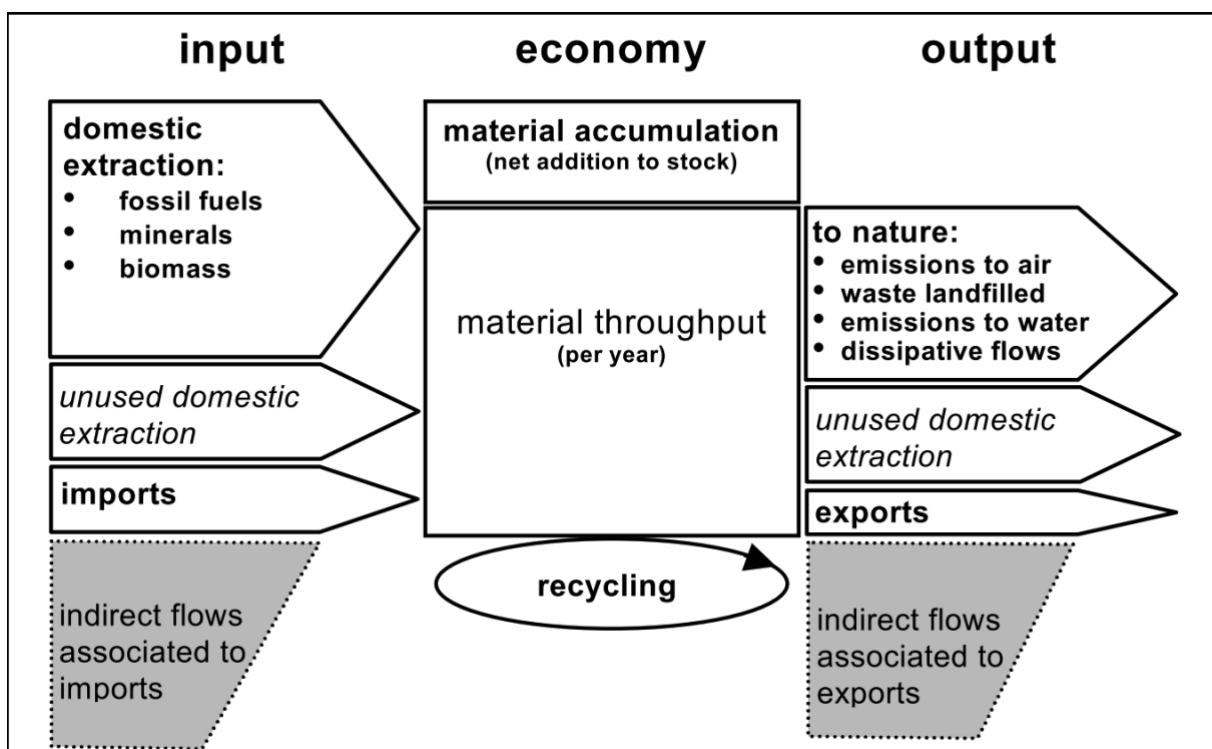 input
economy
output
domestic
extraction:
• fossil fuels
• minerals
• biomass
unused domestic
extraction
imports
indirect flows
associated to
imports
material accumulation
(net addition to stock)
material throughput
(per year)
recycling
to nature:
• emissions to air
• waste landfilled
• emissions to water
• dissipative flows
unused domestic
extraction
exports
indirect flows
associated to
exports